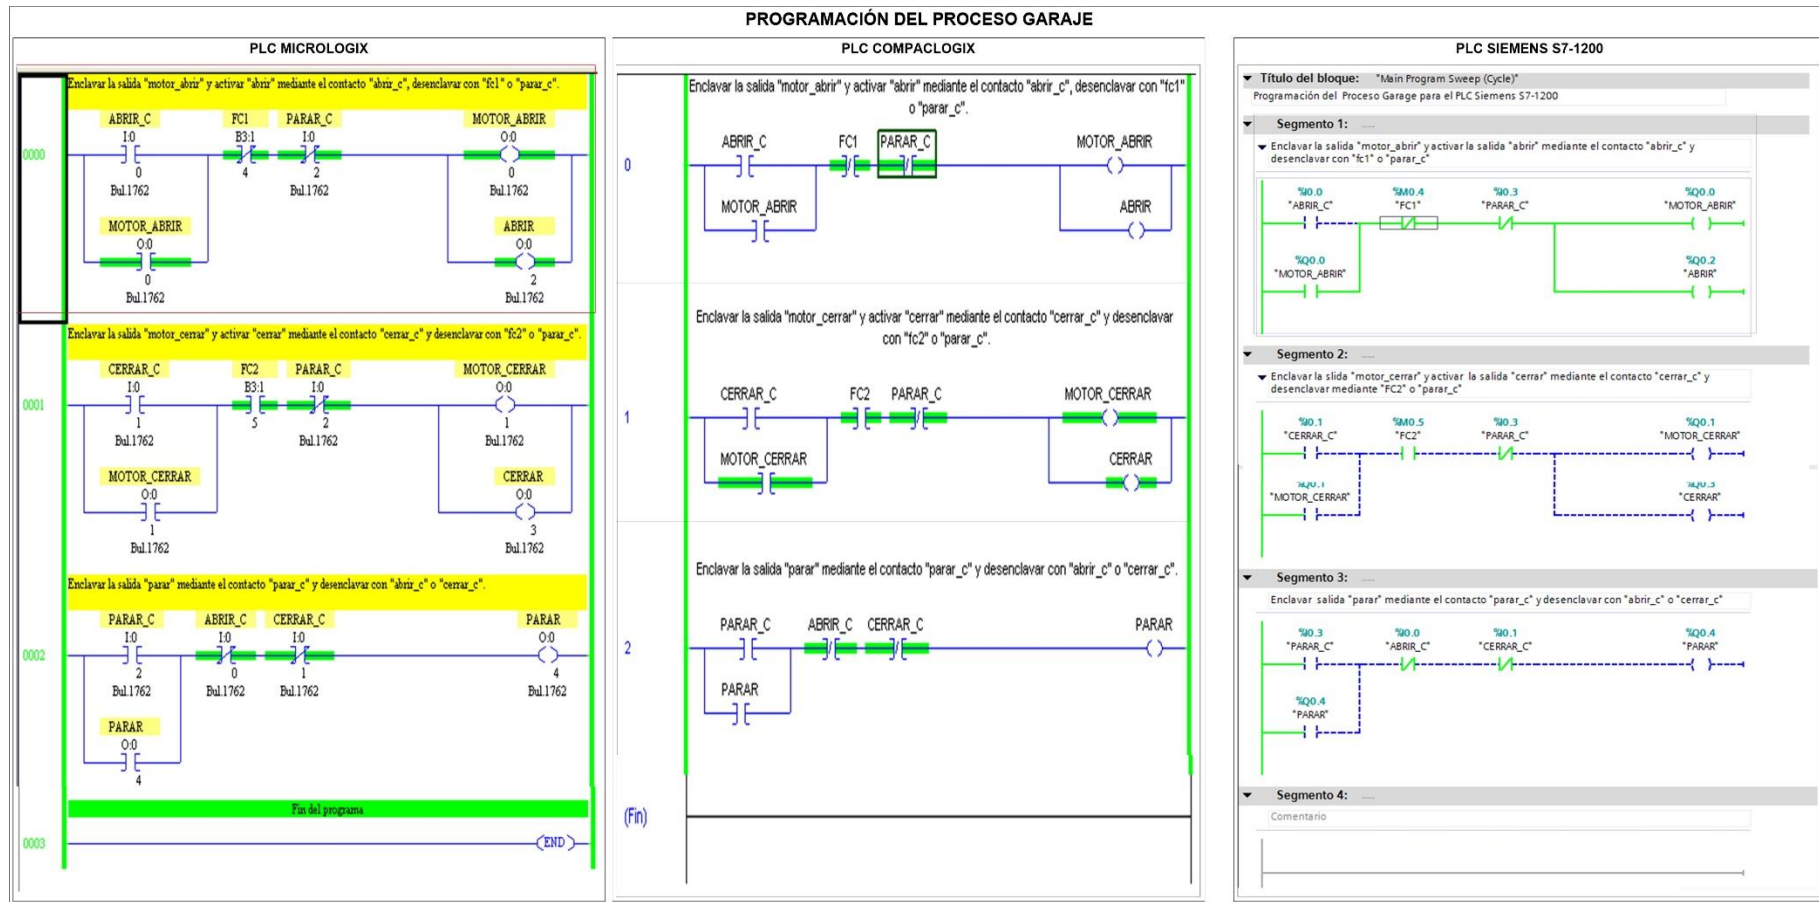 PROGRAMACIÓN DEL PROCESO GARAJE
PLC MICROLOGIX
Enclavar la salida "motor_abrir" y activar "abrir" mediante el contacto "abrir_c", desenclavar con "fc1" o "parar_c".
ABRIR_C FC1 PARAR_C MOTOR_ABRIR
I:0 B3:1 I:0 O:0
0000
0 4 2 0
Bul.1762 Bul.1762 Bul.1762
MOTOR_ABRIR ABRIR
O:0 O:0
0 2
Bul.1762 Bul.1762
Enclavar la salida "motor_cerrar" y activar "cerrar" mediante el contacto "cerrar_c" y desenclavar con "fc2" o "parar_c".
CERRAR_C FC2 PARAR_C MOTOR_CERRAR
I:0 B3:1 I:0 O:0
0001
1 5 2 1
Bul.1762 Bul.1762 Bul.1762
MOTOR_CERRAR CERRAR
O:0 O:0
1 3
Bul.1762 Bul.1762
Enclavar la salida "parar" mediante el contacto "parar_c" y desenclavar con "abrir_c" o "cerrar_c".
PARAR_C ABRIR_C CERRAR_C PARAR
I:0 I:0 I:0 O:0
0002
2 0 1 4
Bul.1762 Bul.1762 Bul.1762 Bul.1762
PARAR
O:0
4
Fin del programa
0003 END
PLC COMPACLOGIX
Enclavar la salida "motor_abrir" y activar "abrir" mediante el contacto "abrir_c", desenclavar con "fc1"
o "parar_c".
ABRIR_C FC1 PARAR_C MOTOR_ABRIR
0
MOTOR_ABRIR ABRIR
Enclavar la salida "motor_cerrar" y activar "cerrar" mediante el contacto "cerrar_c" y desenclavar
con "fc2" o "parar_c".
CERRAR_C FC2 PARAR_C MOTOR_CERRAR
1
MOTOR_CERRAR CERRAR
Enclavar la salida "parar" mediante el contacto "parar_c" y desenclavar con "abrir_c" o "cerrar_c".
PARAR_C ABRIR_C CERRAR_C PARAR
2
PARAR
(Fin)
PLC SIEMENS S7-1200
Título del bloque: "Main Program Sweep (Cycle)"
Programación del Proceso Garage para el PLC Siemens S7-1200
Segmento 1: .....
Enclavar la salida "motor_abrir" y activar la salida "abrir" mediante el contacto "abrir_c" y
desenclavar con "fc1" o "parar_c"
%I0.0 %M0.4 %I0.3 %Q0.0
"ABRIR_C" "FC1" "PARAR_C" "MOTOR_ABRIR"
%Q0.0 %Q0.2
"MOTOR_ABRIR" "ABRIR"
Segmento 2: .....
Enclavar la slida "motor_cerrar" y activar la salida "cerrar" mediante el contacto "cerrar_c" y
desenclavar mediante "FC2" o "parar_c"
%I0.1 %M0.5 %I0.3 %Q0.1
"CERRAR_C" "FC2" "PARAR_C" "MOTOR_CERRAR"
%Q0.1 %Q0.3
"MOTOR_CERRAR" "CERRAR"
Segmento 3: .....
Enclavar salida "parar" mediante el contacto "parar_c" y desenclavar con "abrir_c" o "cerrar_c"
%I0.3 %I0.0 %I0.1 %Q0.4
"PARAR_C" "ABRIR_C" "CERRAR_C" "PARAR"
%Q0.4
"PARAR"
Segmento 4: .....
Comentario